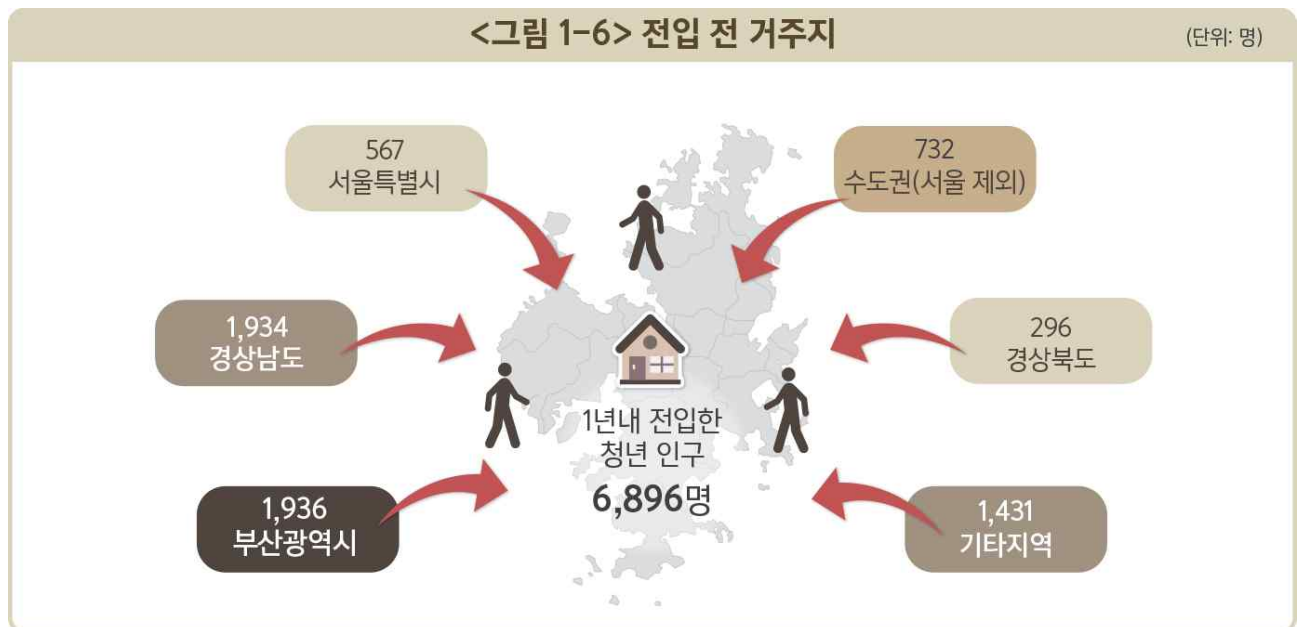 <그림 1-6> 전입 전 거주지
(단위: 명)
567
서울특별시
732
수도권(서울 제외)
1,934
경상남도
296
경상북도
1년내 전입한
청년 인구
6,896명
1,936
부산광역시
1,431
기타지역